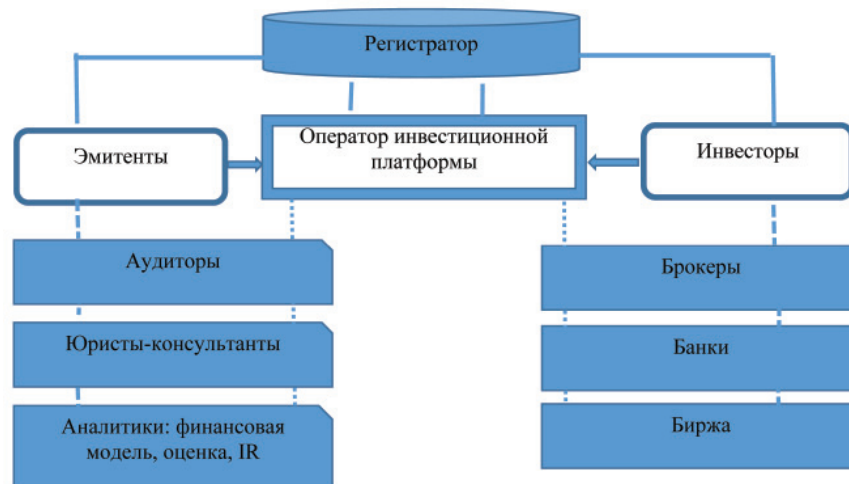 Регистратор
Эмитенты
Оператор инвестиционной
платформы
Инвесторы
Аудиторы
Брокеры
Юристы-консультанты
Банки
Аналитики: финансовая
модель, оценка, IR
Биржа